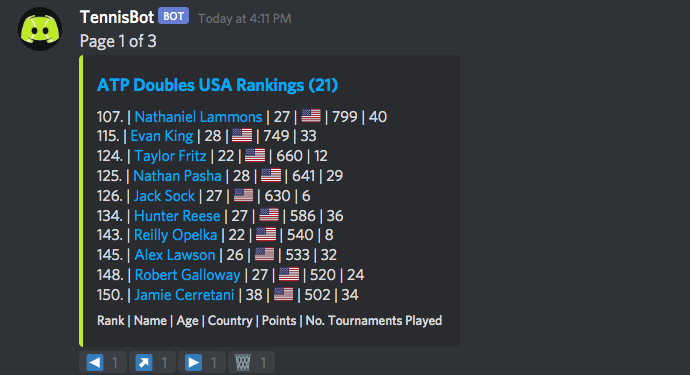 TennisBot BOT Today at 4:11 PM
Page 1 of 3
ATP Doubles USA Rankings (21)
107. | Nathaniel Lammons | 27 | 🇺🇸 | 799 | 40
115. | Evan King | 28 | 🇺🇸 | 749 | 33
124. | Taylor Fritz | 22 | 🇺🇸 | 660 | 12
125. | Nathan Pasha | 28 | 🇺🇸 | 641 | 29
126. | Jack Sock | 27 | 🇺🇸 | 630 | 6
134. | Hunter Reese | 27 | 🇺🇸 | 586 | 36
143. | Reilly Opelka | 22 | 🇺🇸 | 540 | 8
145. | Alex Lawson | 26 | 🇺🇸 | 533 | 32
148. | Robert Galloway | 27 | 🇺🇸 | 520 | 24
150. | Jamie Cerretani | 38 | 🇺🇸 | 502 | 34
Rank | Name | Age | Country | Points | No. Tournaments Played
1 1 1 1